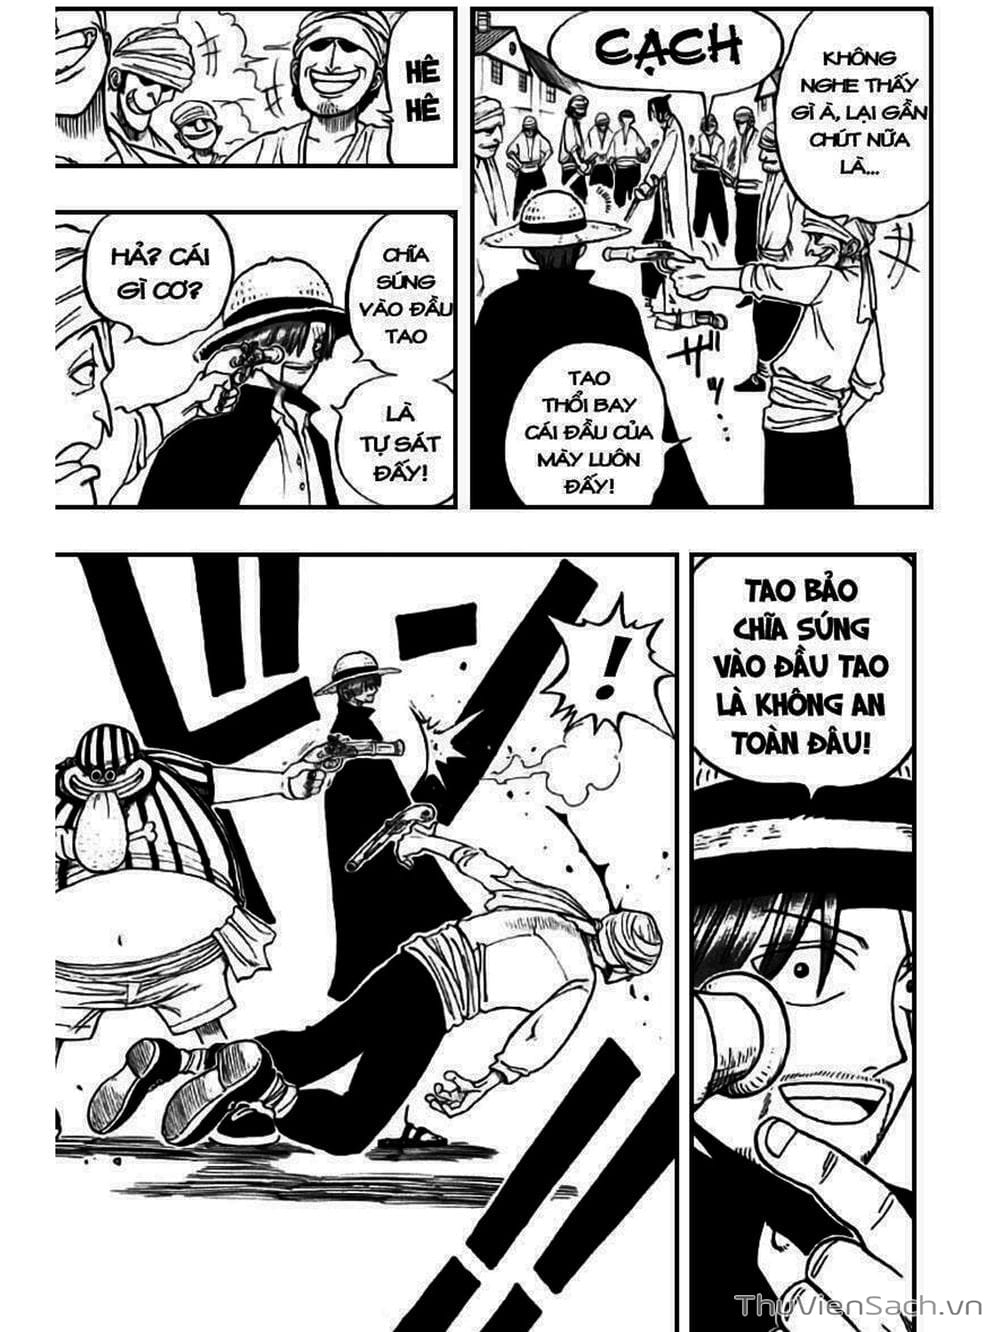 HÊ
HÊ
CẠCH
KHÔNG
NGHE THẤY
GÌ À, LẠI GẦN
CHÚT NỮA
LÀ...
TAO
THỔI BAY
CÁI ĐẦU CỦA
MÀY LUÔN
ĐẤY!
HẢ? CÁI
GÌ CƠ?
CHĨA
SÚNG
VÀO ĐẦU
TAO
LÀ
TỰ SÁT
ĐẤY!
!
TAO BẢO
CHĨA SÚNG
VÀO ĐẦU TAO
LÀ KHÔNG AN
TOÀN ĐÂU!
ThuVienSach.vn